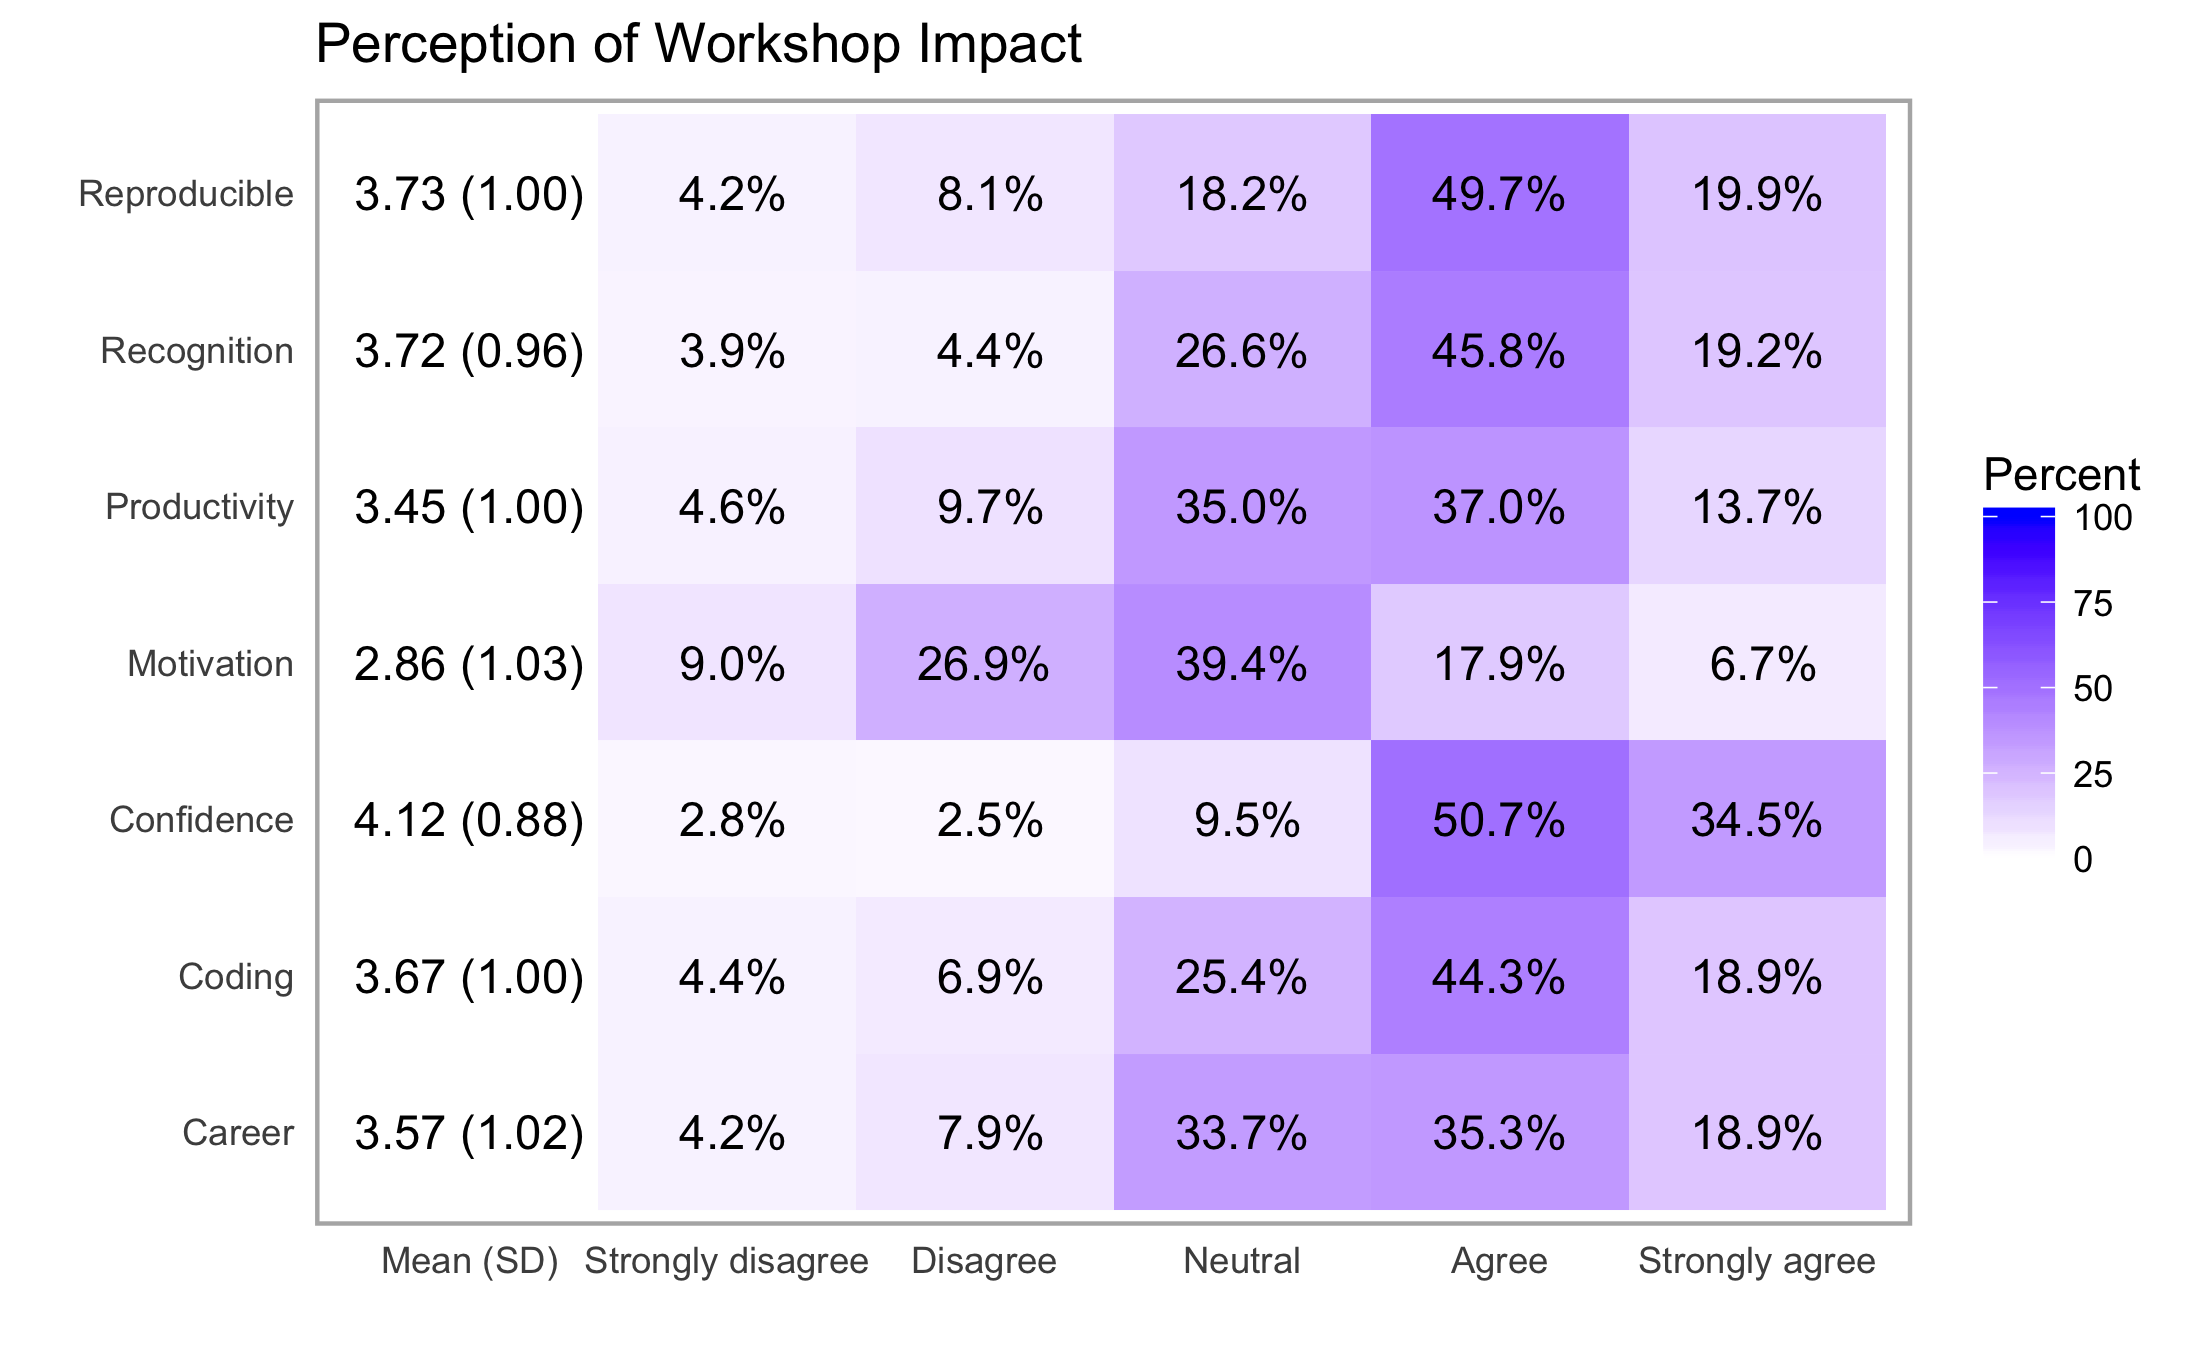 Perception of Workshop Impact
Reproducible 3.73 (1.00) 4.2% 8.1% 18.2% 49.7% 19.9%
Recognition 3.72 (0.96) 3.9% 4.4% 26.6% 45.8% 19.2%
Productivity 3.45 (1.00) 4.6% 9.7% 35.0% 37.0% 13.7%
Motivation 2.86 (1.03) 9.0% 26.9% 39.4% 17.9% 6.7%
Confidence 4.12 (0.88) 2.8% 2.5% 9.5% 50.7% 34.5%
Coding 3.67 (1.00) 4.4% 6.9% 25.4% 44.3% 18.9%
Career 3.57 (1.02) 4.2% 7.9% 33.7% 35.3% 18.9%
Mean (SD) Strongly disagree Disagree Neutral Agree Strongly agree
Percent
100
75
50
25
0